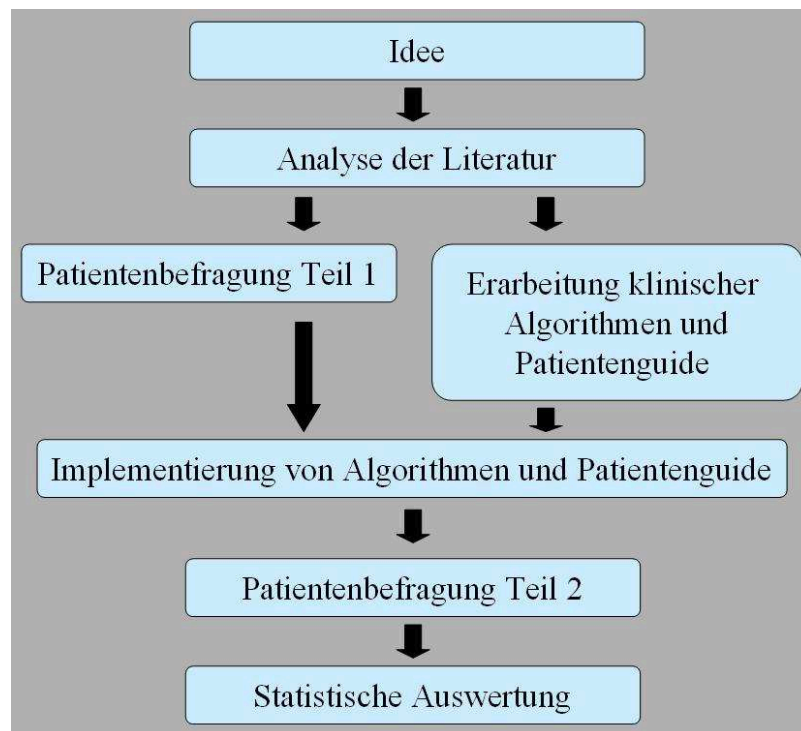 Idee
Analyse der Literatur
Patientenbefragung Teil 1
Erarbeitung klinischer
Algorithmen und
Patientenguide
Implementierung von Algorithmen und Patientenguide
Patientenbefragung Teil 2
Statistische Auswertung